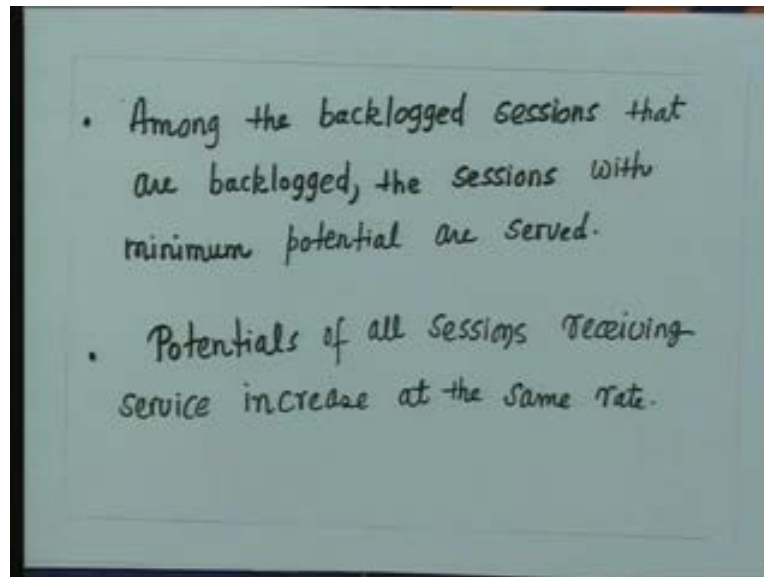 • Among the backlogged sessions that
are backlogged, the sessions with
minimum potential are served.
• Potentials of all sessions receiving
service increase at the same rate.